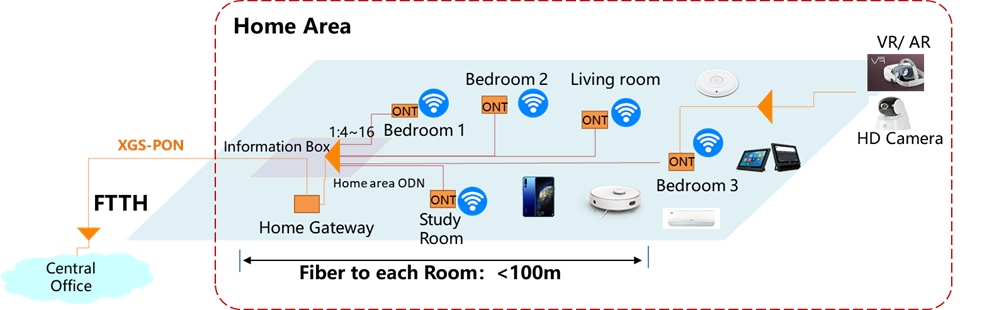 Home Area
VR/ AR
VR
Bedroom 2
Living room
ONT
Bedroom 1
ONT
ONT
HD Camera
1:4~16
XGS-PON
Information Box
ONT
Bedroom 3
Home area ODN
FTTH
ONT
Study
Room
Home Gateway
Central
Office
Fiber to each Room: <100m